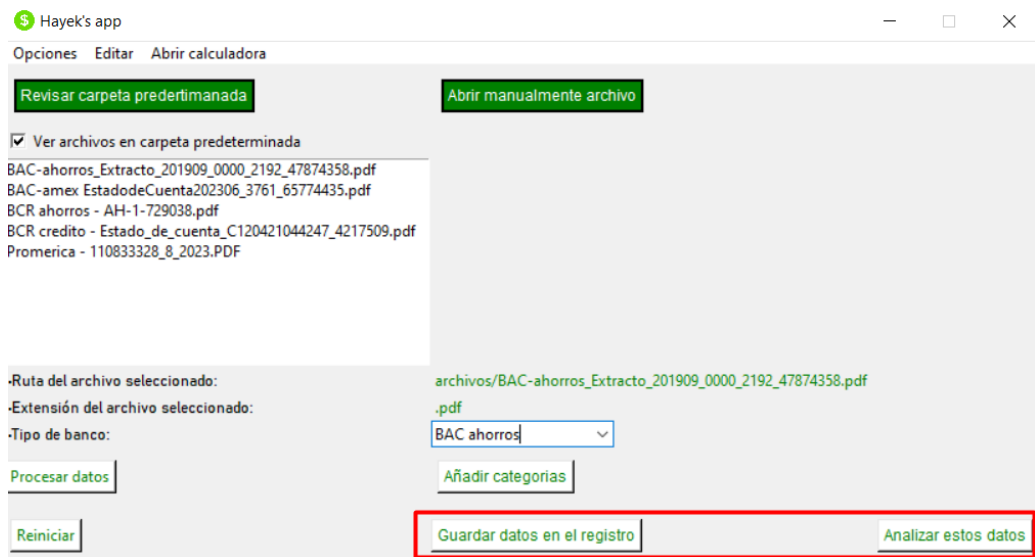 $ Hayek's app
Opciones Editar Abrir calculadora
Revisar carpeta predertimanada
Abrir manualmente archivo
Ver archivos en carpeta predeterminada
BAC-ahorros_Extracto_201909_0000_2192_47874358.pdf
BAC-amex EstadodeCuenta202306_3761_65774435.pdf
BCR ahorros - AH-1-729038.pdf
BCR credito - Estado_de_cuenta_C120421044247_4217509.pdf
Promerica - 110833328_8_2023.PDF
·Ruta del archivo seleccionado: archivos/BAC-ahorros_Extracto_201909_0000_2192_47874358.pdf
·Extensión del archivo seleccionado: .pdf
·Tipo de banco: BAC ahorros
Procesar datos Añadir categorias
Reiniciar Guardar datos en el registro Analizar estos datos